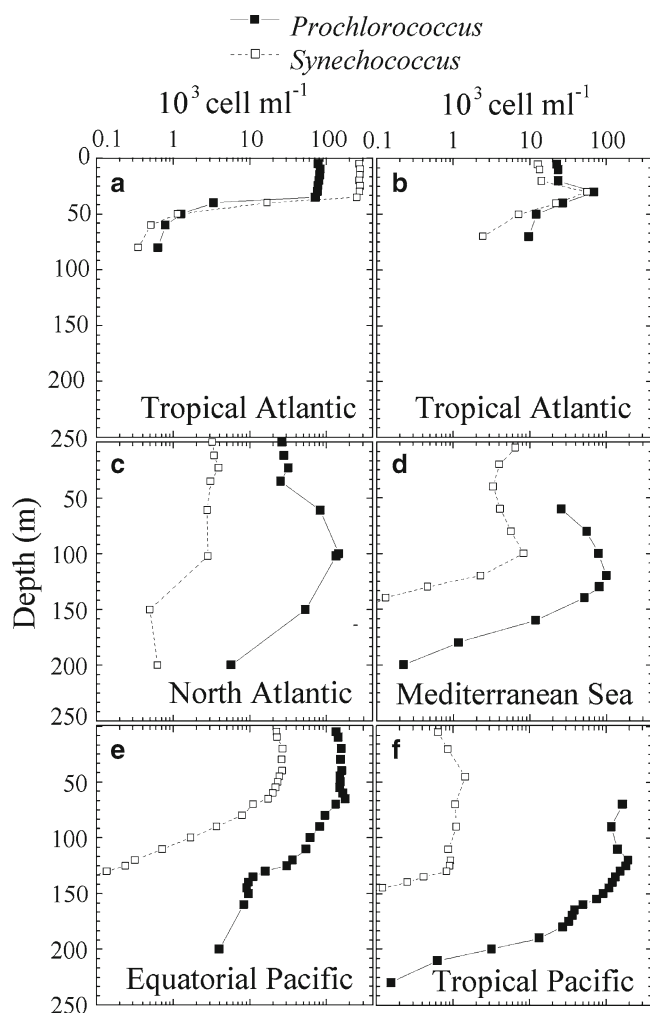 Prochlorococcus
Synechococcus
10³ cell ml⁻¹
10³ cell ml⁻¹
0.1 1 10 100
0.1 1 10 100
Depth (m)
0
50
100
150
200
250
a
Tropical Atlantic
b
Tropical Atlantic
50
100
150
200
250
c
North Atlantic
d
Mediterranean Sea
50
100
150
200
250
e
Equatorial Pacific
f
Tropical Pacific